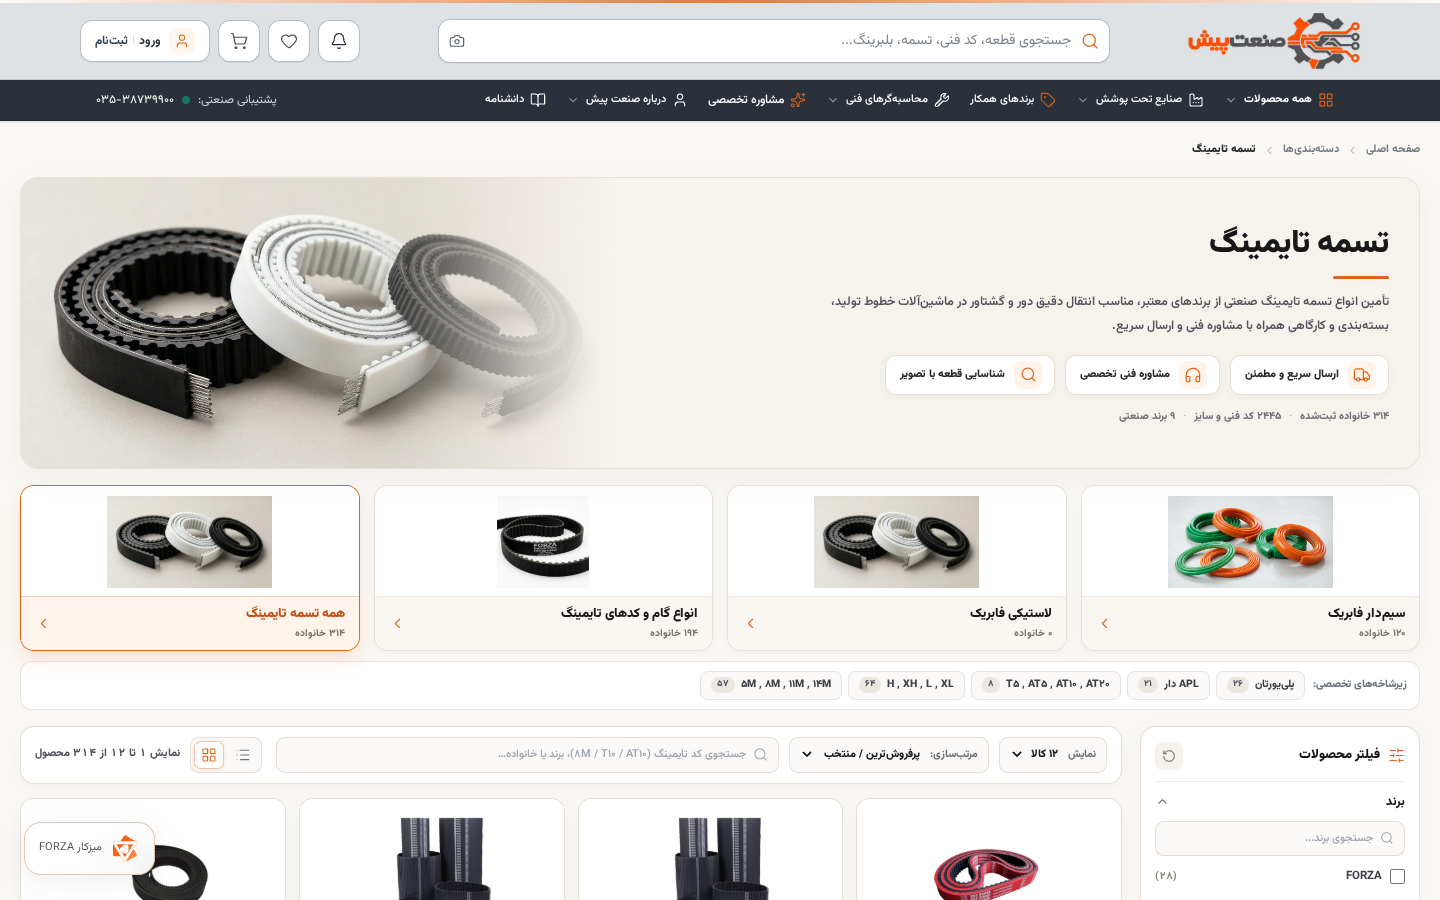 صنعت‌پیش
جستجوی قطعه، کد فنی، تسمه، بلبرینگ...
ورود | ثبت‌نام
همه محصولات
صنایع تحت پوشش
برندهای همکار
محاسبه‌گرهای فنی
مشاوره تخصصی
درباره صنعت پیش
دانشنامه
پشتیبانی صنعتی: ۰۳۵-۳۸۷۳۹۹۰۰
صفحه اصلی
دسته‌بندی‌ها
تسمه تایمینگ
تسمه تایمینگ
تأمین انواع تسمه تایمینگ صنعتی از برندهای معتبر، مناسب انتقال دقیق دور و گشتاور در ماشین‌آلات خطوط تولید،
بسته‌بندی و کارگاهی همراه با مشاوره فنی و ارسال سریع.
ارسال سریع و مطمئن
مشاوره فنی تخصصی
شناسایی قطعه با تصویر
۳۱۴ خانواده ثبت‌شده · ۲۴۴۵ کد فنی و سایز · ۹ برند صنعتی
سیم‌دار فابریک
۱۲۰ خانواده
لاستیکی فابریک
۰ خانواده
FORZA
انواع گام و کدهای تایمینگ
۱۹۴ خانواده
همه تسمه تایمینگ
۳۱۴ خانواده
زیرشاخه‌های تخصصی:
پلی‌یورتان ۲۶
APL دار ۲۱
T۵ , AT۵ , AT۱۰ , AT۲۰ ۸
H , XH , L , XL ۶۴
۵M , ۸M , ۱۱M , ۱۴M ۵۷
فیلتر محصولات
برند
جستجوی برند...
FORZA (۲۸)
نمایش ۱۲ کالا
مرتب‌سازی: پرفروش‌ترین / منتخب
جستجوی کد تایمینگ (۸M / T۱۰ / AT۱۰)، برند یا خانواده...
نمایش ۱ تا ۱۲ از ۳۱۴ محصول
میزکار FORZA